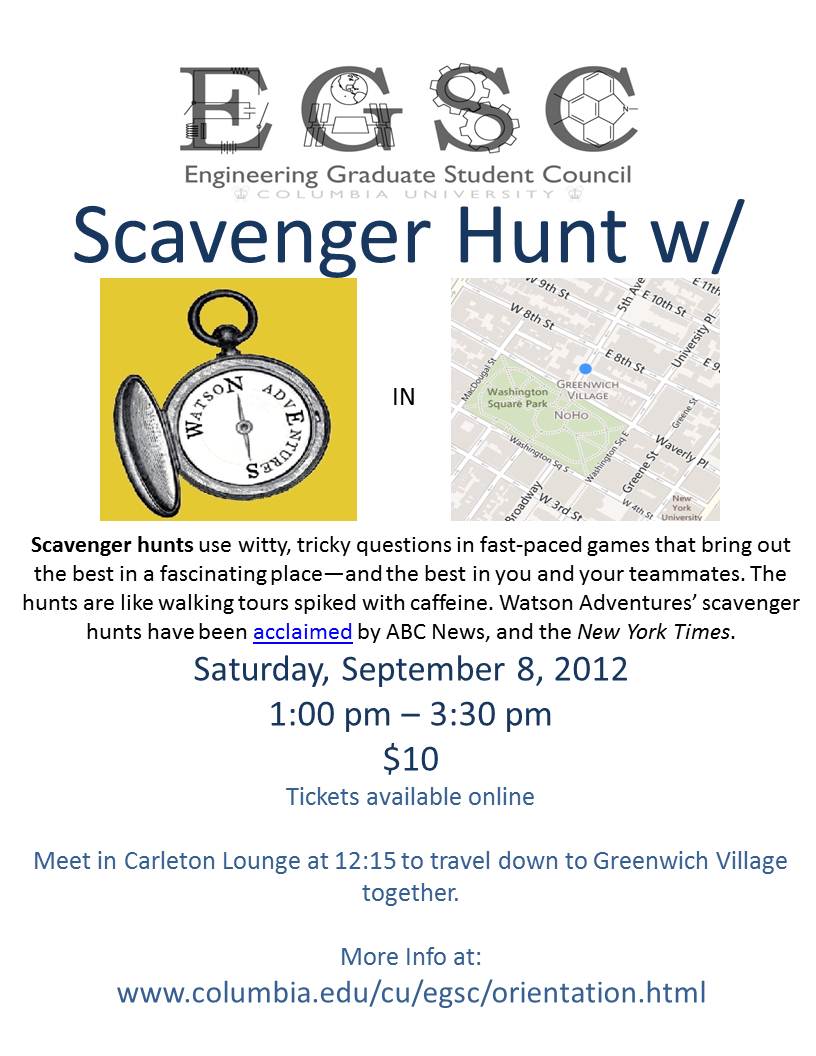 EGSC
Engineering Graduate Student Council
COLUMBIA UNIVERSITY
Scavenger Hunt w/
WATSON ADVENTURES
IN
W 9th St
W 8th St
5th Ave
E 11th
E 10th St
University Pl
E 9
E 8th St
MacDougal St
GREENWICH
VILLAGE
Washington
Square Park
NoHo
Greene St
Washington Sq S
Washington Sq E
Waverly Pl
Greene St
Broadway
W 3rd St
W 4th St
New
York
University
Scavenger hunts use witty, tricky questions in fast-paced games that bring out
the best in a fascinating place—and the best in you and your teammates. The
hunts are like walking tours spiked with caffeine. Watson Adventures’ scavenger
hunts have been acclaimed by ABC News, and the New York Times.
Saturday, September 8, 2012
1:00 pm – 3:30 pm
$10
Tickets available online
Meet in Carleton Lounge at 12:15 to travel down to Greenwich Village
together.
More Info at:
www.columbia.edu/cu/egsc/orientation.html